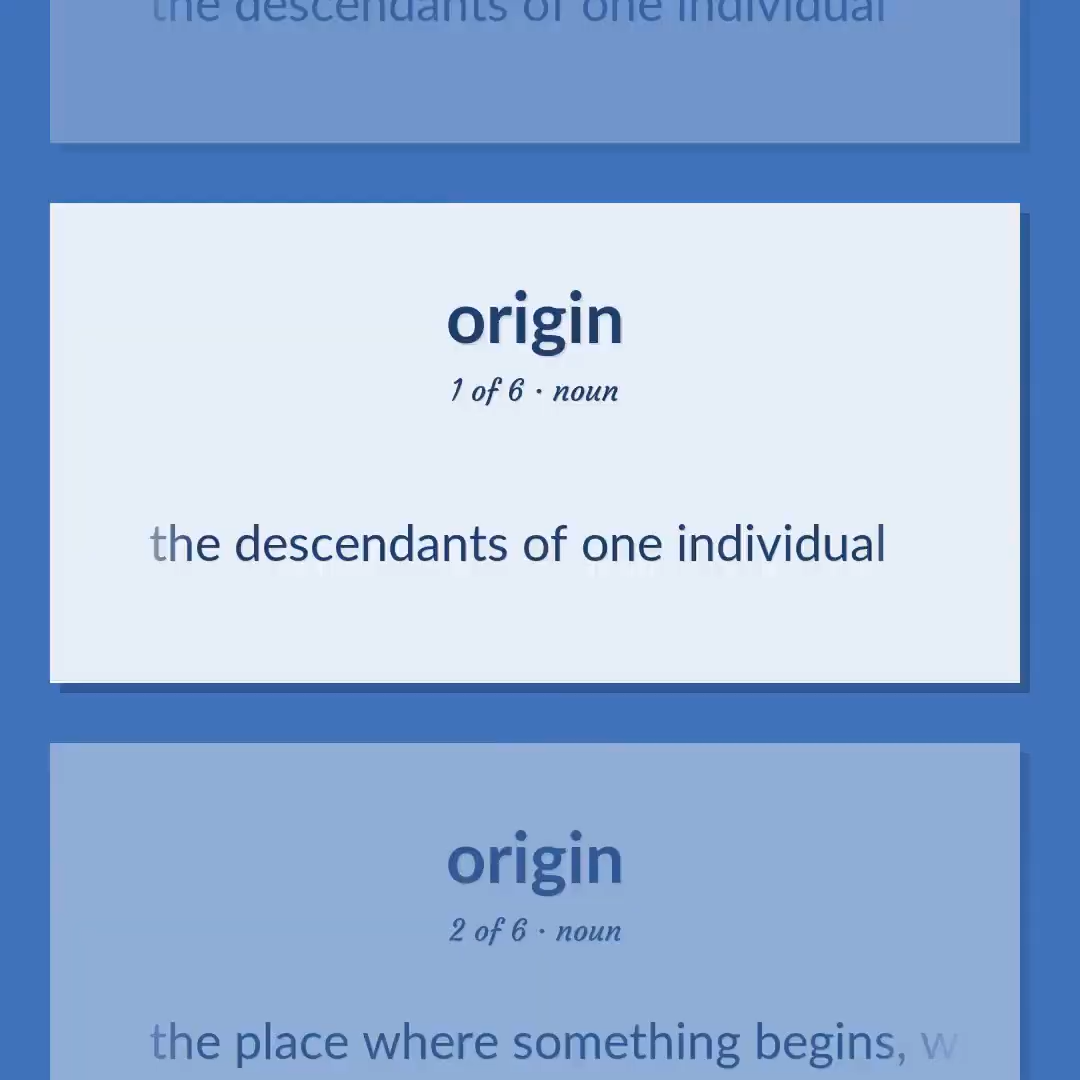 the descendants of one individual
origin
1 of 6 · noun
the descendants of one individual
origin
2 of 6 · noun
the place where something begins, w